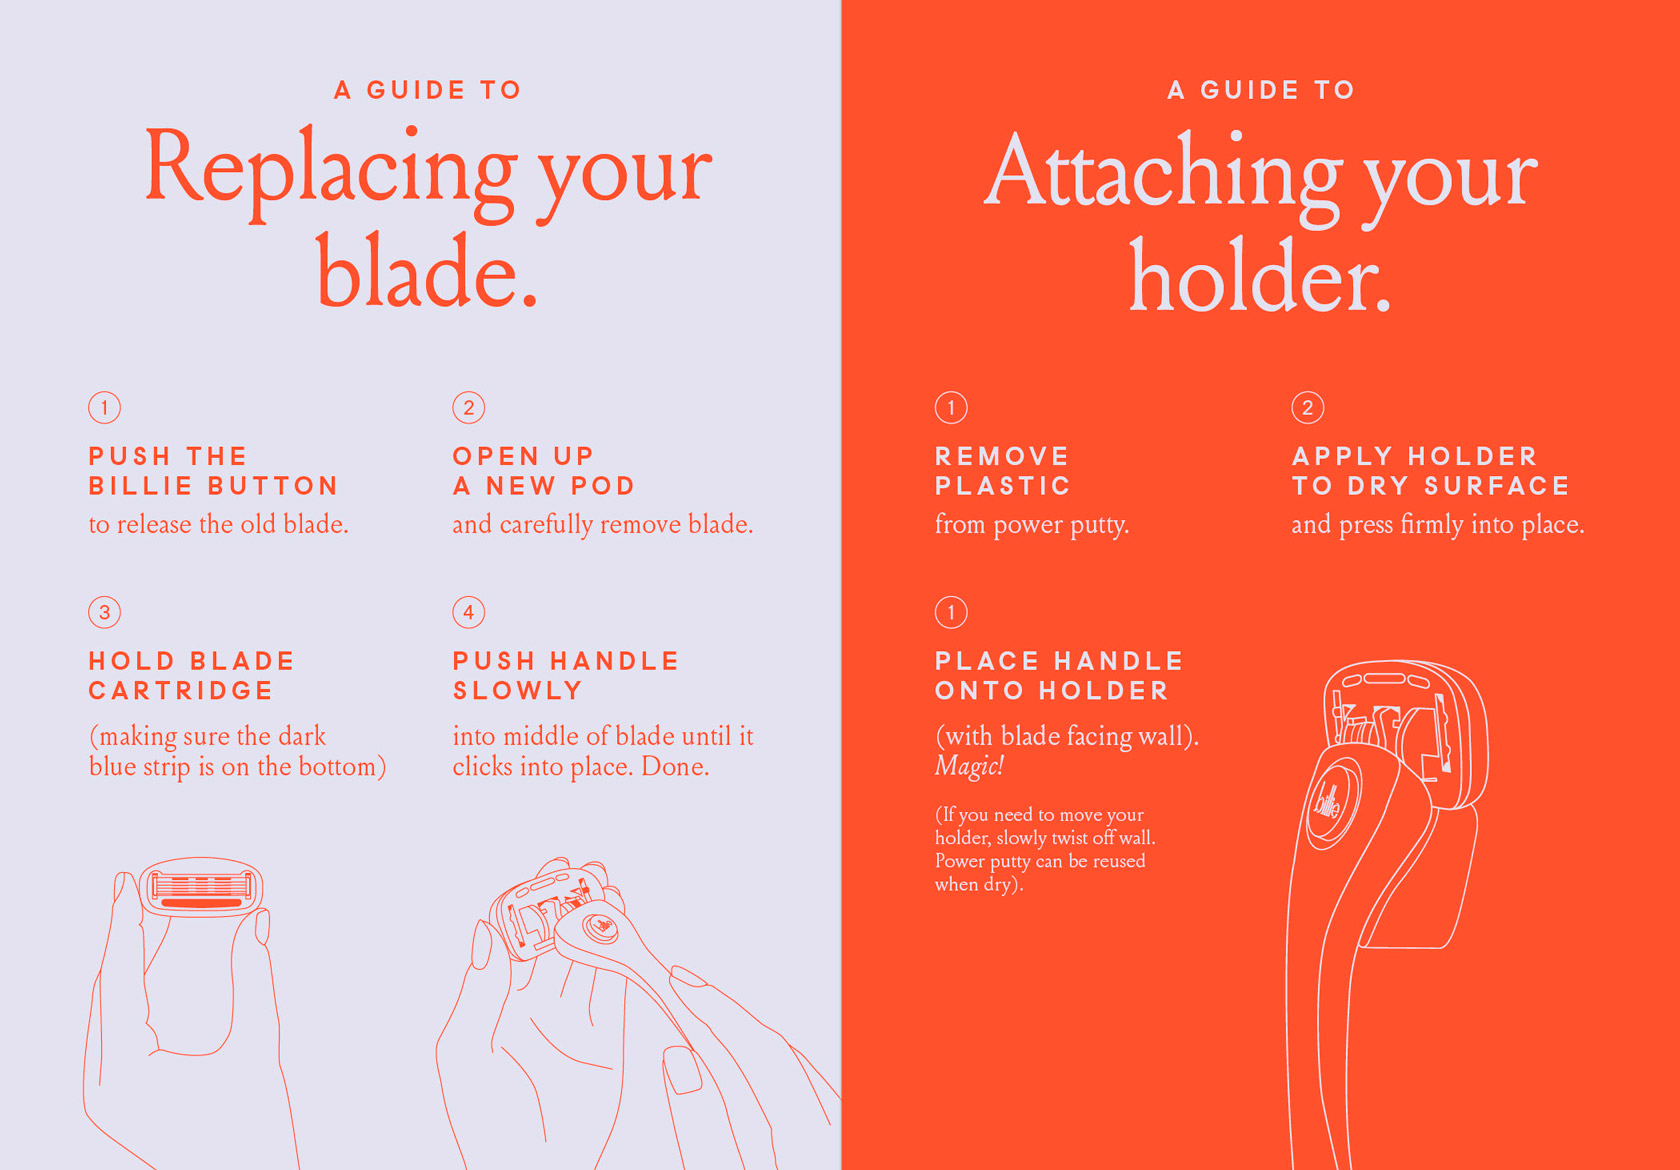 A GUIDE TO
Replacing your
blade.
1
PUSH THE
BILLIE BUTTON
to release the old blade.
2
OPEN UP
A NEW POD
and carefully remove blade.
3
HOLD BLADE
CARTRIDGE
(making sure the dark
blue strip is on the bottom)
4
PUSH HANDLE
SLOWLY
into middle of blade until it
clicks into place. Done.
billie
A GUIDE TO
Attaching your
holder.
1
REMOVE
PLASTIC
from power putty.
2
APPLY HOLDER
TO DRY SURFACE
and press firmly into place.
1
PLACE HANDLE
ONTO HOLDER
(with blade facing wall).
Magic!
(If you need to move your
holder, slowly twist off wall.
Power putty can be reused
when dry).
billie